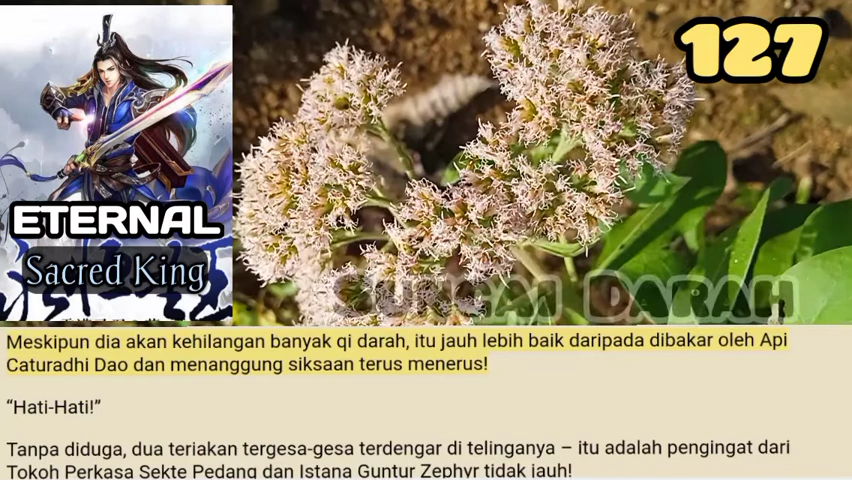 127
ETERNAL
Sacred King
SUNGAI DARAH
Meskipun dia akan kehilangan banyak qi darah, itu jauh lebih baik daripada dibakar oleh Api
Caturadhi Dao dan menanggung siksaan terus menerus!
“Hati-Hati!”
Tanpa diduga, dua teriakan tergesa-gesa terdengar di telinganya – itu adalah pengingat dari
Tokoh Perkasa Sekte Pedang dan Istana Guntur Zephyr tidak jauh!